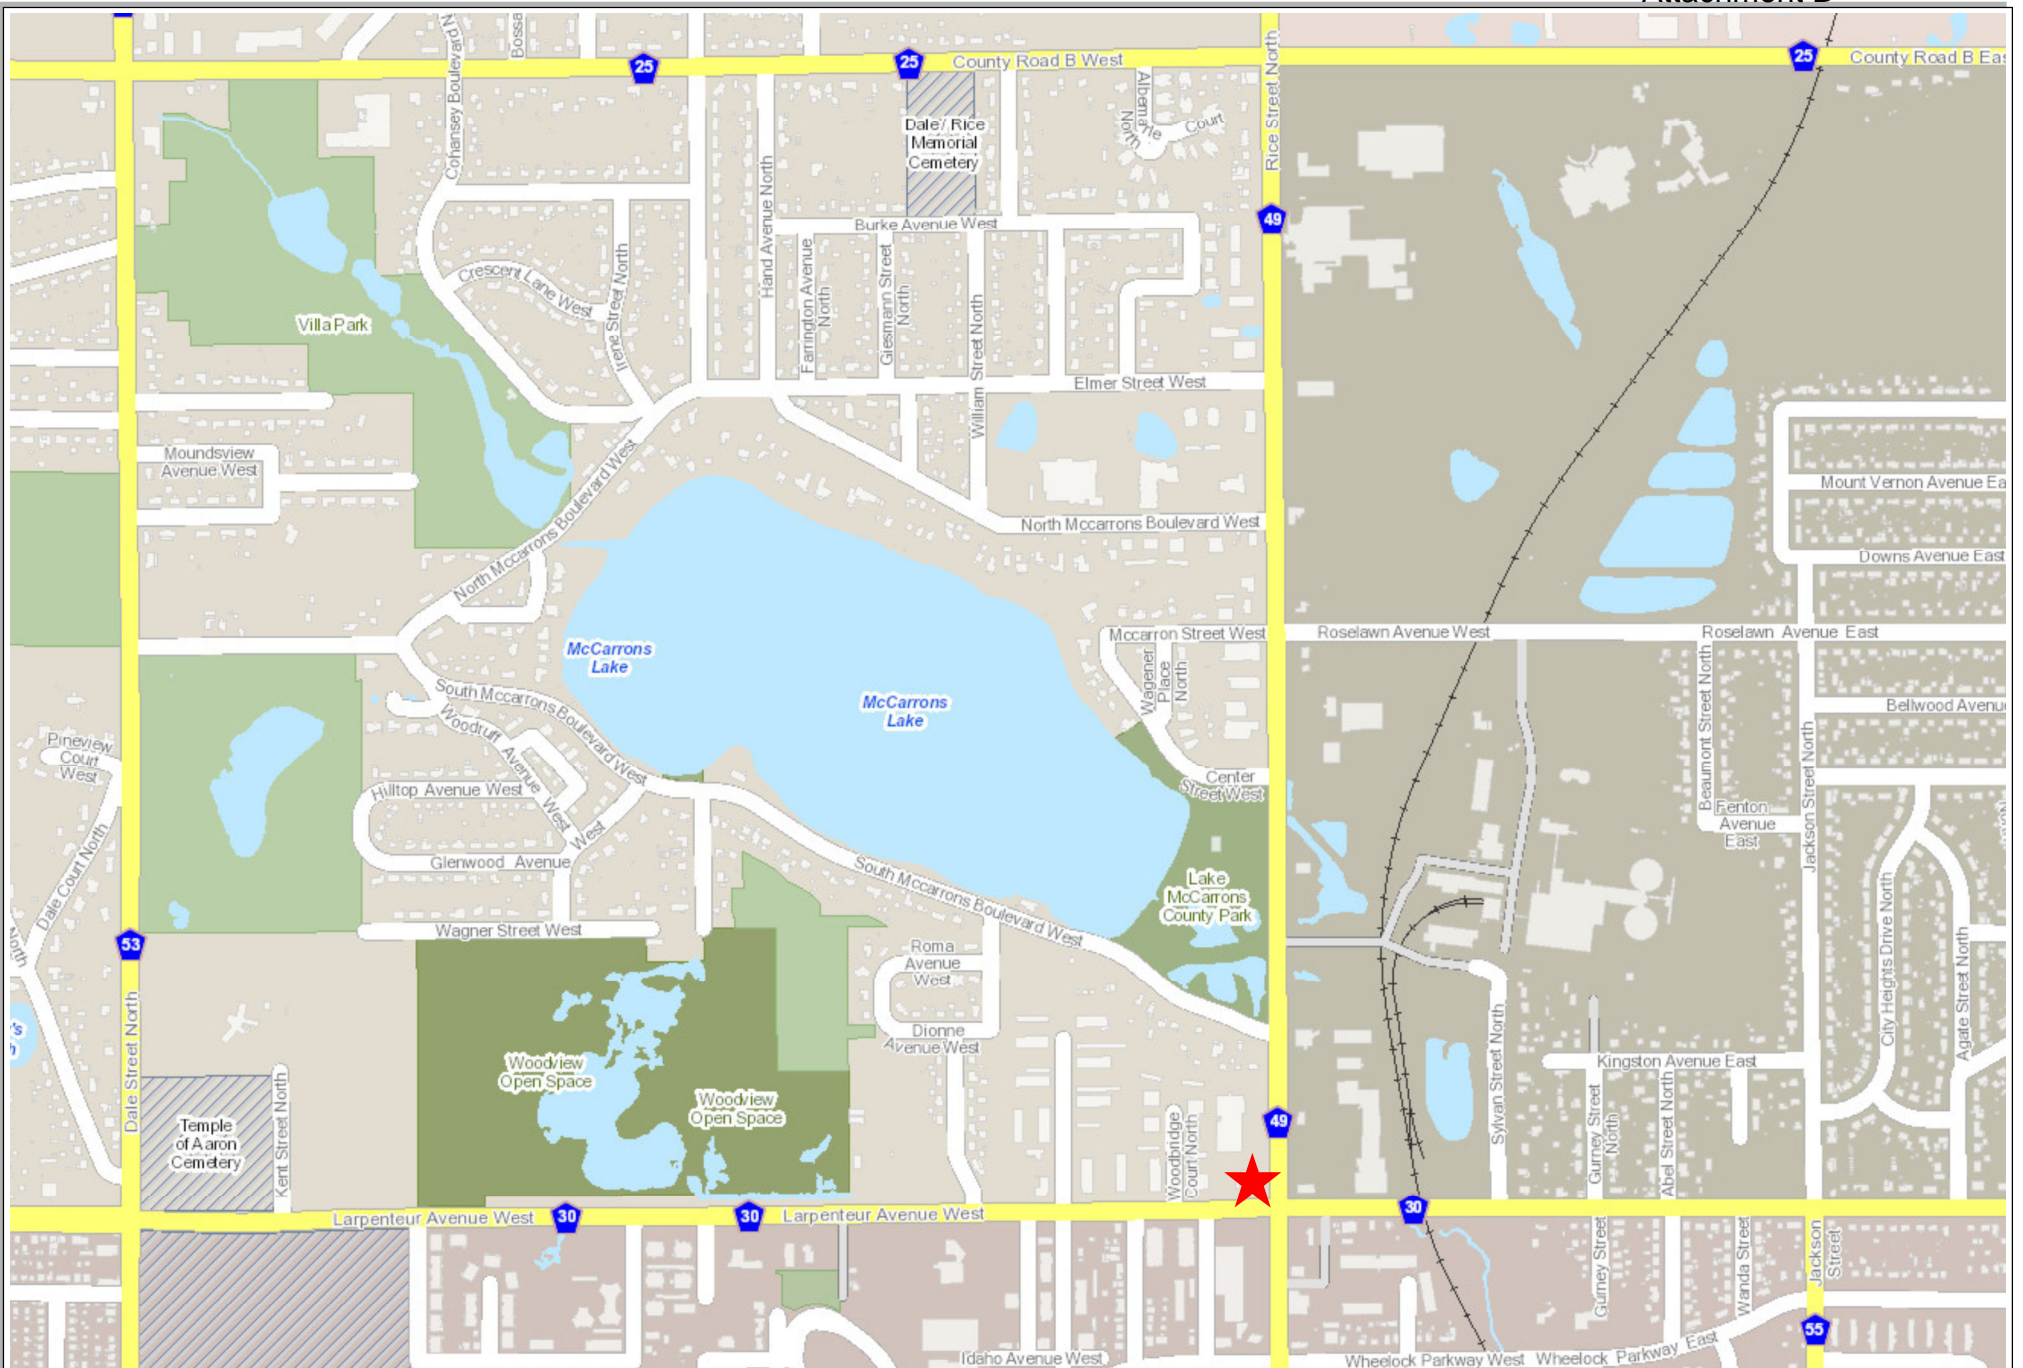 25
County Road B West
25
25
County Road B Eas
Cohansey Boulevard N
Bossa
Rice Street North
Albemarle
North
Court
Dale/ Rice
Memorial
Cemetery
Hand Avenue North
Burke Avenue West
49
Crescent Lane West
Irene Street North
Farrington Avenue
North
Giesmann Street
North
William Street North
Villa Park
Elmer Street West
Moundsview
Avenue West
North Mccarrons Boulevard West
North Mccarrons Boulevard West
Mount Vernon Avenue Ea
Downs Avenue East
McCarrons
Lake
McCarrons
Lake
Mccarron Street West
Roselawn Avenue West
Roselawn Avenue East
Wagener
Place
North
South Mccarrons Boulevard West
Woodruff Avenue West
Beaumont Street North
Jackson Street North
Bellwood Avenu
Pineview
Court
West
Center
Street West
Hilltop Avenue West
Fenton
Avenue
East
Dale Court North
Glenwood Avenue West
South Mccarrons Boulevard West
Lake
McCarrons
County Park
City Heights Drive North
Agate Street North
Wagner Street West
53
North
Roma
Avenue
West
Dionne
Avenue West
Dale Street North
Woodview
Open Space
Woodview
Open Space
Kingston Avenue East
Sylvan Street North
Gurney Street
North
Abel Street North
Temple
of Aaron
Cemetery
Kent Street North
Woodbridge
Court North
49
Larpenteur Avenue West
30
30
Larpenteur Avenue West
30
Gurney Street
Wanda Street
Jackson
Street
55
Idaho Avenue West
Wheelock Parkway West
Wheelock Parkway East